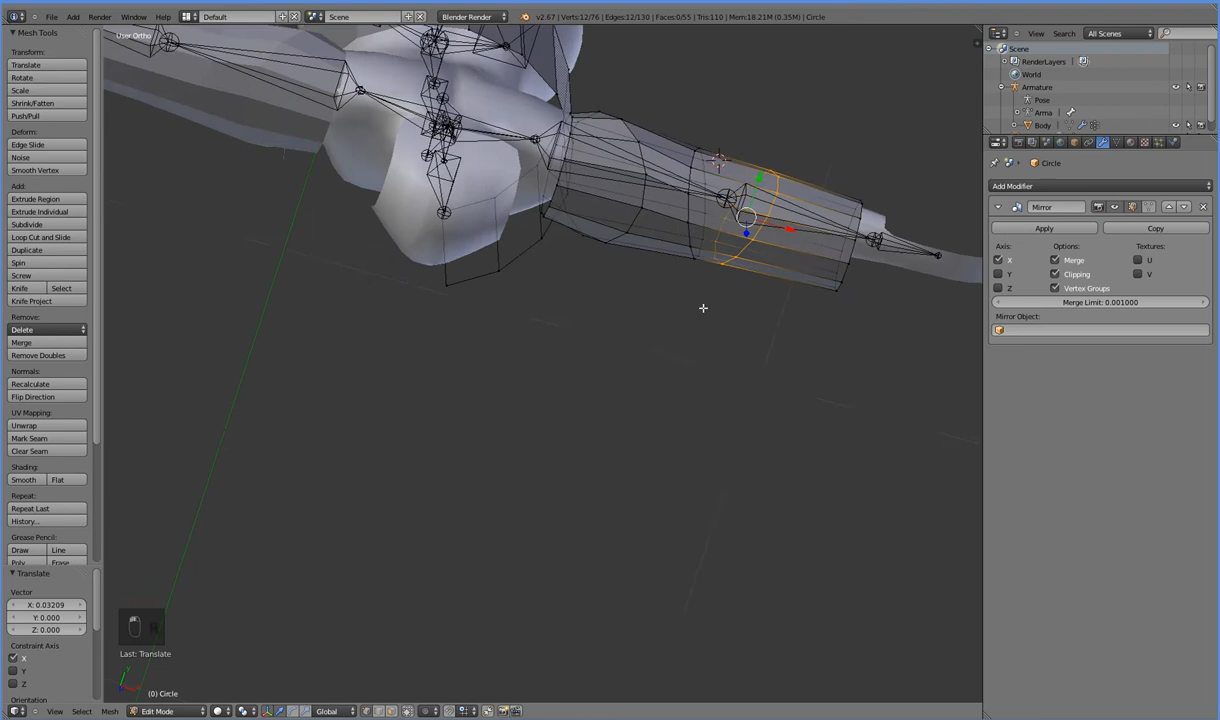 File Add Render Window Help Default Scene Blender Render v2.67 | Verts:12/76 | Edges:12/130 | Faces:0/55 | Tris:110 | Mem:18.21M (0.35M) | Circle
Mesh Tools
Transform:
Translate
Rotate
Scale
Shrink/Fatten
Push/Pull
Deform:
Edge Slide
Noise
Smooth Vertex
Add:
Extrude Region
Extrude Individual
Subdivide
Loop Cut and Slide
Duplicate
Spin
Screw
Knife Select
Knife Project
Remove:
Delete
Merge
Remove Doubles
Normals:
Recalculate
Flip Direction
UV Mapping:
Unwrap
Mark Seam
Clear Seam
Shading:
Smooth Flat
Repeat:
Repeat Last
History...
Grease Pencil:
Draw Line
Poly Erase
Translate
Vector
X: 0.03209
Y: 0.000
Z: 0.000
Constraint Axis
X
Y
Z
Orientation
User Ortho
Last: Translate
(0) Circle
View Select Mesh Edit Mode Global
View Search All Scenes
Scene
RenderLayers
World
Armature
Pose
Arma
Body
Circle
Add Modifier
Mirror
Apply Copy
Axis: Options: Textures:
X Merge U
Y Clipping V
Z Vertex Groups
Merge Limit: 0.001000
Mirror Object: